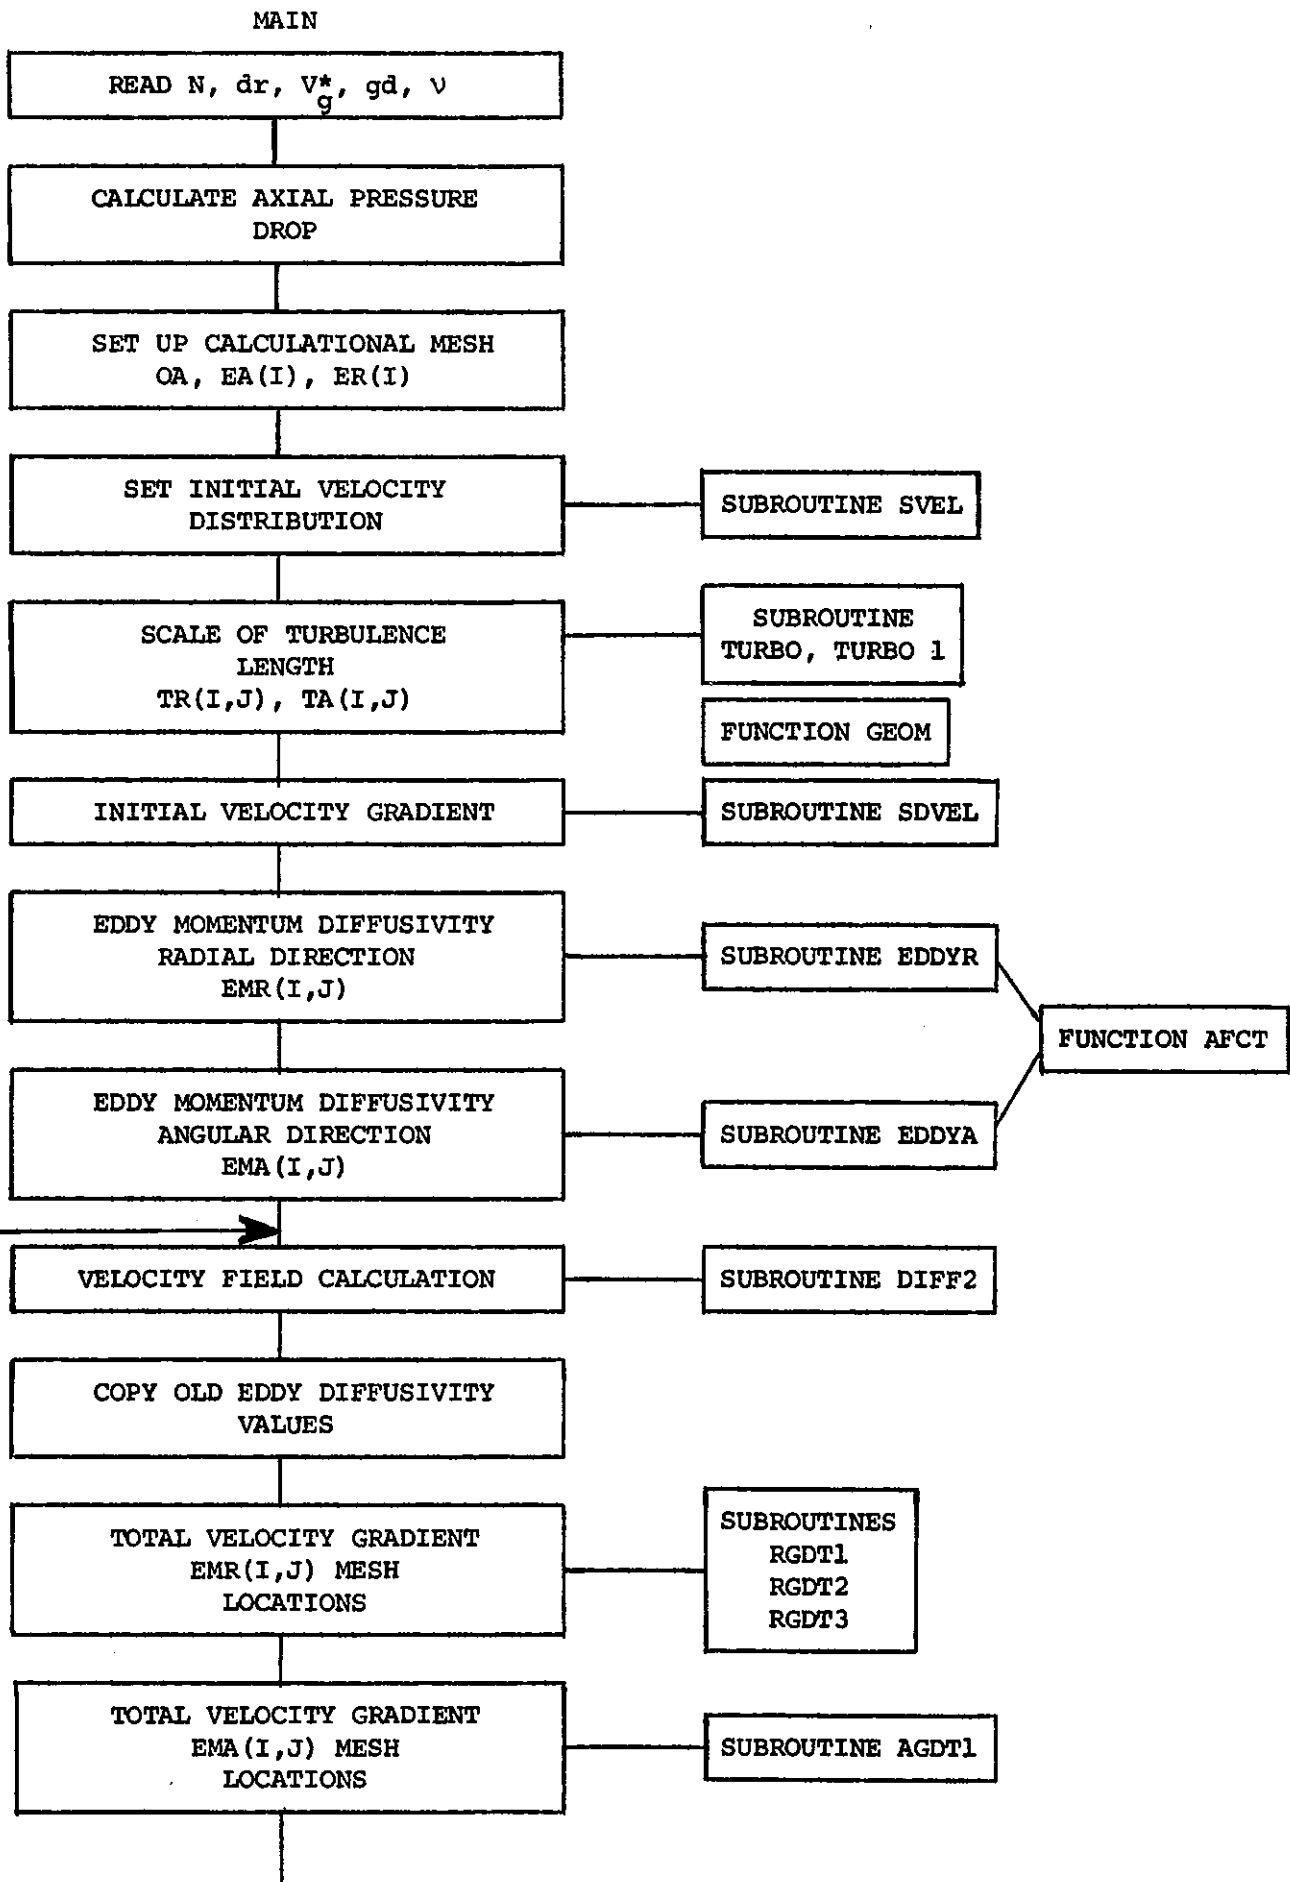 MAIN
READ N, dr, V*g, gd, ν
CALCULATE AXIAL PRESSURE
DROP
SET UP CALCULATIONAL MESH
OA, EA(I), ER(I)
SET INITIAL VELOCITY
DISTRIBUTION
SUBROUTINE SVEL
SCALE OF TURBULENCE
LENGTH
TR(I,J), TA(I,J)
SUBROUTINE
TURBO, TURBO 1
FUNCTION GEOM
INITIAL VELOCITY GRADIENT
SUBROUTINE SDVEL
EDDY MOMENTUM DIFFUSIVITY
RADIAL DIRECTION
EMR(I,J)
SUBROUTINE EDDYR
FUNCTION AFCT
EDDY MOMENTUM DIFFUSIVITY
ANGULAR DIRECTION
EMA(I,J)
SUBROUTINE EDDYA
VELOCITY FIELD CALCULATION
SUBROUTINE DIFF2
COPY OLD EDDY DIFFUSIVITY
VALUES
TOTAL VELOCITY GRADIENT
EMR(I,J) MESH
LOCATIONS
SUBROUTINES
RGDT1
RGDT2
RGDT3
TOTAL VELOCITY GRADIENT
EMA(I,J) MESH
LOCATIONS
SUBROUTINE AGDT1